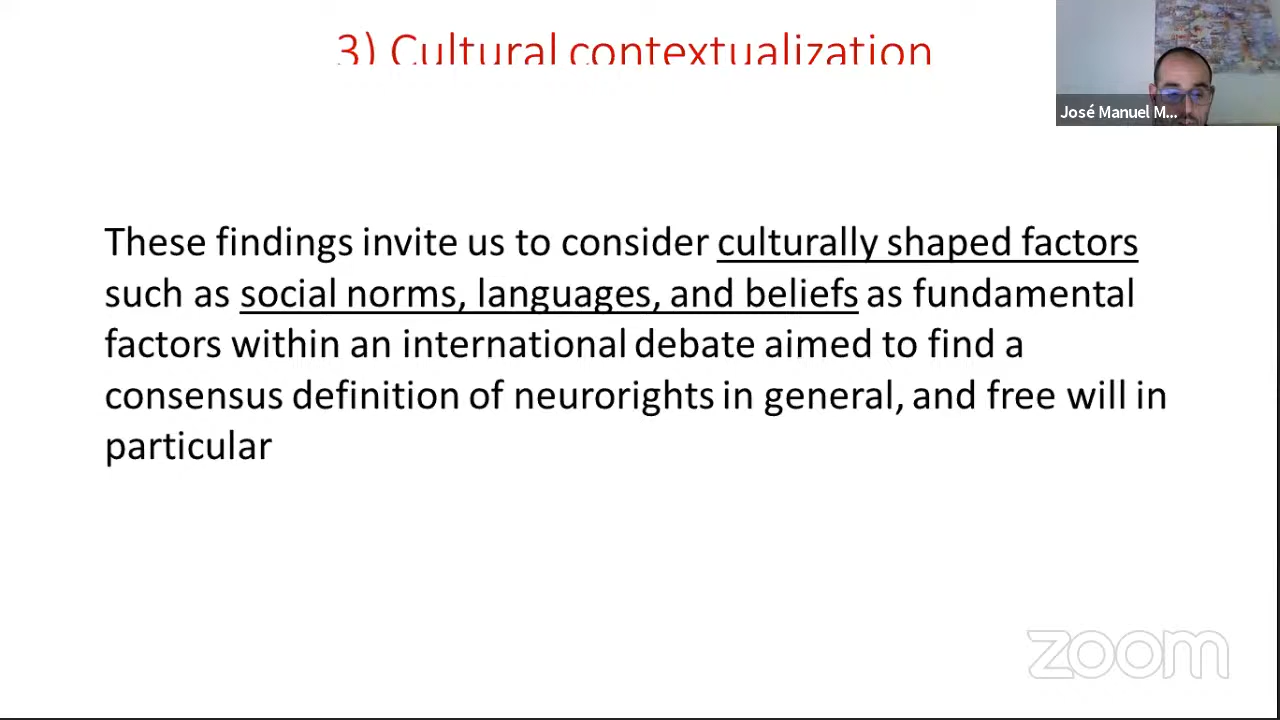 3) Cultural contextualization
José Manuel M...
These findings invite us to consider culturally shaped factors
such as social norms, languages, and beliefs as fundamental
factors within an international debate aimed to find a
consensus definition of neurorights in general, and free will in
particular
zoom